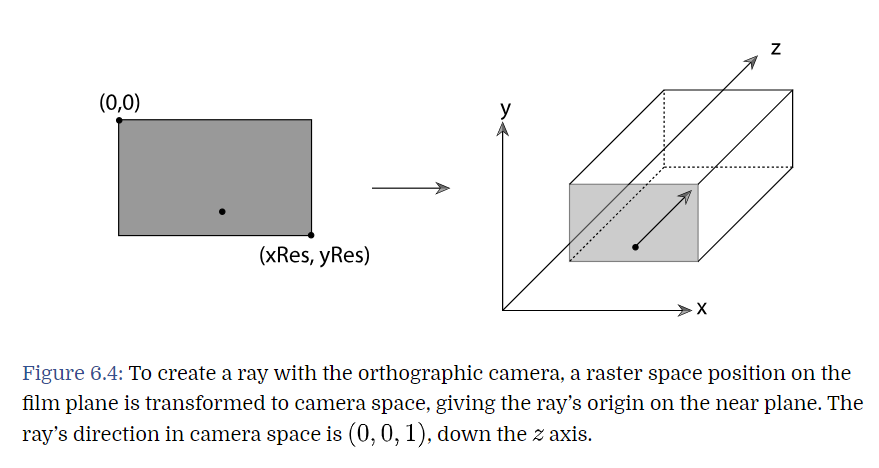 z
(0,0)
y
(xRes, yRes)
x
Figure 6.4: To create a ray with the orthographic camera, a raster space position on the
film plane is transformed to camera space, giving the ray’s origin on the near plane. The
ray’s direction in camera space is (0, 0, 1), down the z axis.